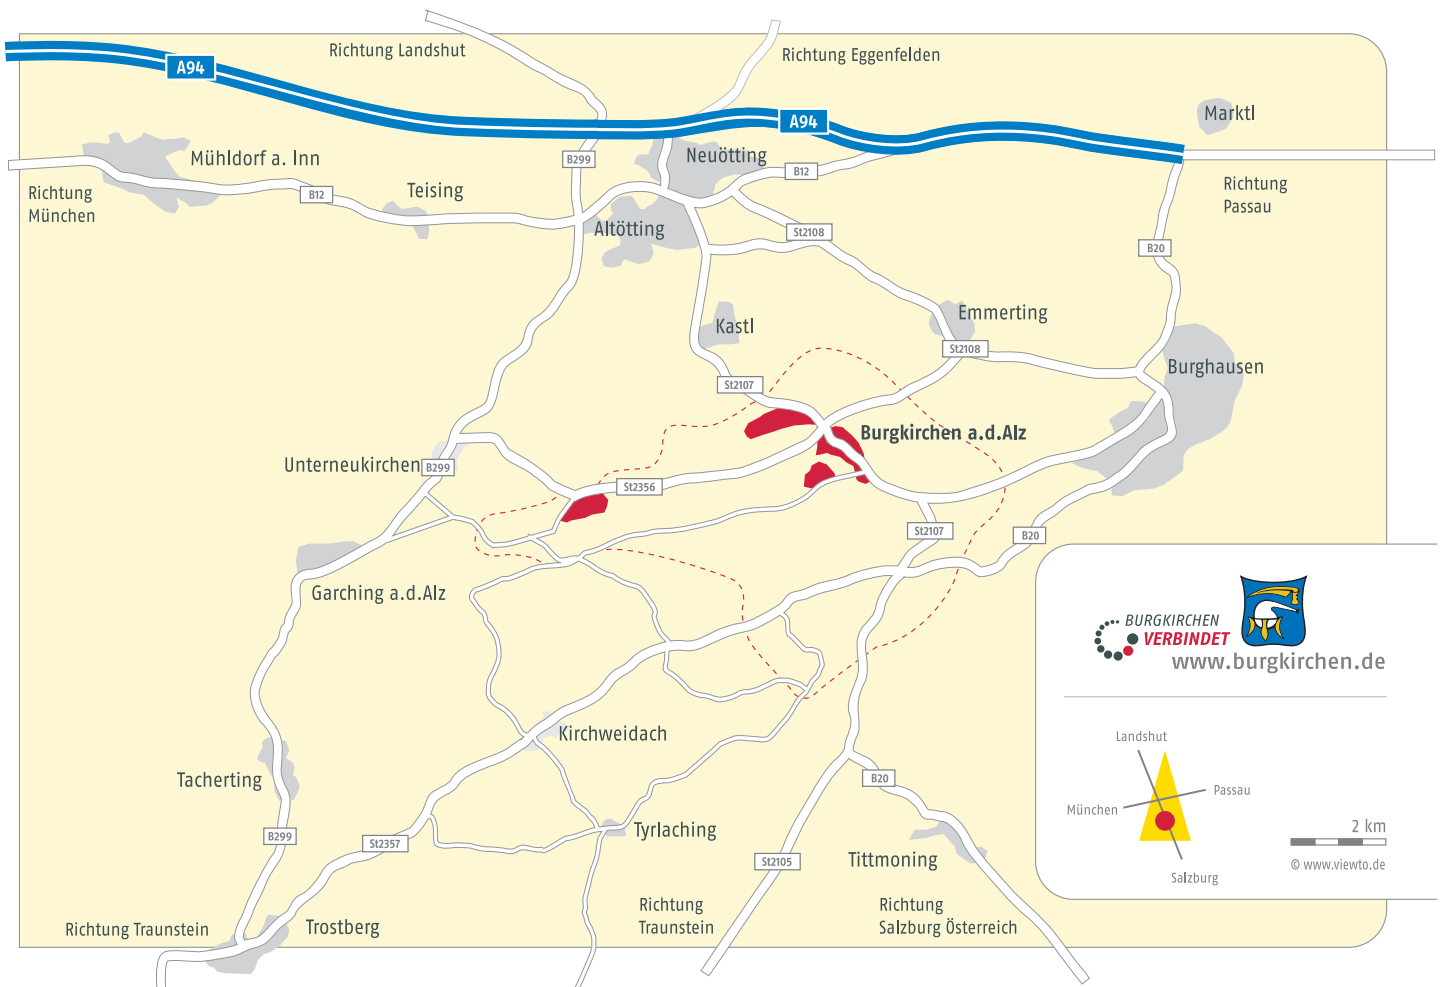 Richtung Landshut
Richtung Eggenfelden
A94
A94
Marktl
Mühldorf a. Inn
B299
Neuötting
B12
Richtung
München
B12
Teising
Richtung
Passau
Altötting
St2108
B20
Kastl
Emmerting
St2108
Burghausen
St2107
Burgkirchen a.d.Alz
Unterneukirchen
B299
St2356
St2107
B20
Garching a.d.Alz
BURGKIRCHEN
VERBINDET
www.burgkirchen.de
Kirchweidach
Landshut
Tacherting
B20
Passau
München
B299
St2357
Tyrlaching
2 km
St2105
Tittmoning
© www.viewto.de
Salzburg
Richtung Traunstein
Trostberg
Richtung
Traunstein
Richtung
Salzburg Österreich